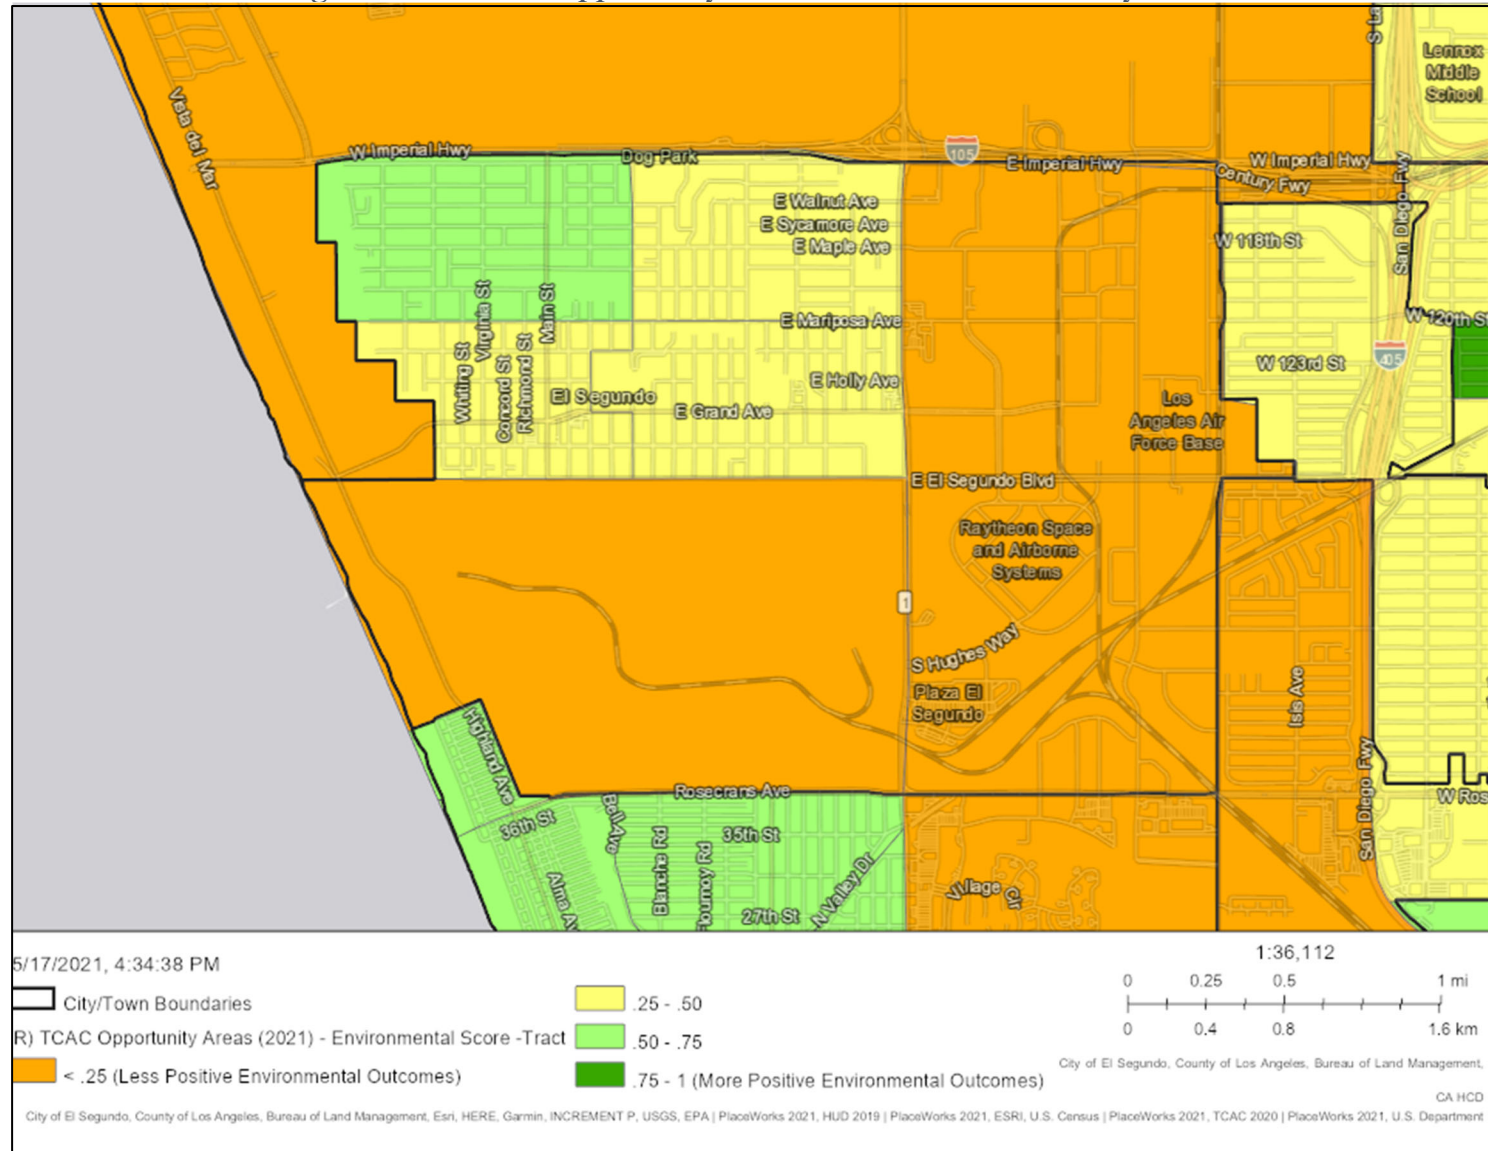 Vista del Mar
W Imperial Hwy
Dog Park
105
E Imperial Hwy
W Imperial Hwy
Century Fwy
S La
Lennox
Middle
School
San Diego Fwy
E Walnut Ave
E Sycamore Ave
E Maple Ave
W 118th St
E Mariposa Ave
W 120th St
405
W 123rd St
Whiting St
Virginia St
Concord St
Richmond St
Main St
El Segundo
E Holly Ave
E Grand Ave
Los
Angeles Air
Force Base
E El Segundo Blvd
Raytheon Space
and Airborne
Systems
1
S Hughes Way
Plaza El
Segundo
Isis Ave
San Diego Fwy
Highland Ave
Rosecrans Ave
W Ros
36th St
Bell Ave
Blanche Rd
Flournoy Rd
35th St
27th St
N Valley Dr
Alma Av
Village Cir
5/17/2021, 4:34:38 PM
City/Town Boundaries
R) TCAC Opportunity Areas (2021) - Environmental Score -Tract
< .25 (Less Positive Environmental Outcomes)
.25 - .50
.50 - .75
.75 - 1 (More Positive Environmental Outcomes)
1:36,112
0 0.25 0.5 1 mi
0 0.4 0.8 1.6 km
City of El Segundo, County of Los Angeles, Bureau of Land Management,
CA HCD
City of El Segundo, County of Los Angeles, Bureau of Land Management, Esri, HERE, Garmin, INCREMENT P, USGS, EPA | PlaceWorks 2021, HUD 2019 | PlaceWorks 2021, ESRI, U.S. Census | PlaceWorks 2021, TCAC 2020 | PlaceWorks 2021, U.S. Department